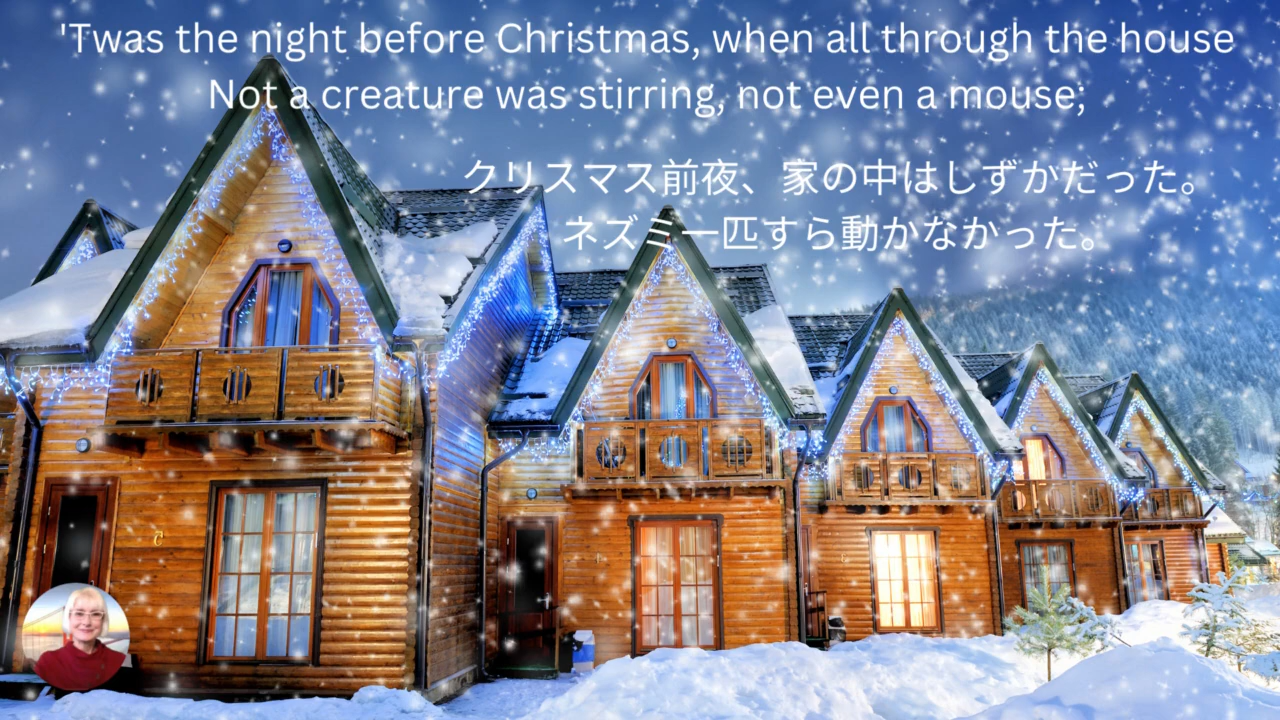 'Twas the night before Christmas, when all through the house
Not a creature was stirring, not even a mouse;
クリスマス前夜、家の中はしずかだった。
ネズミ一匹すら動かなかった。